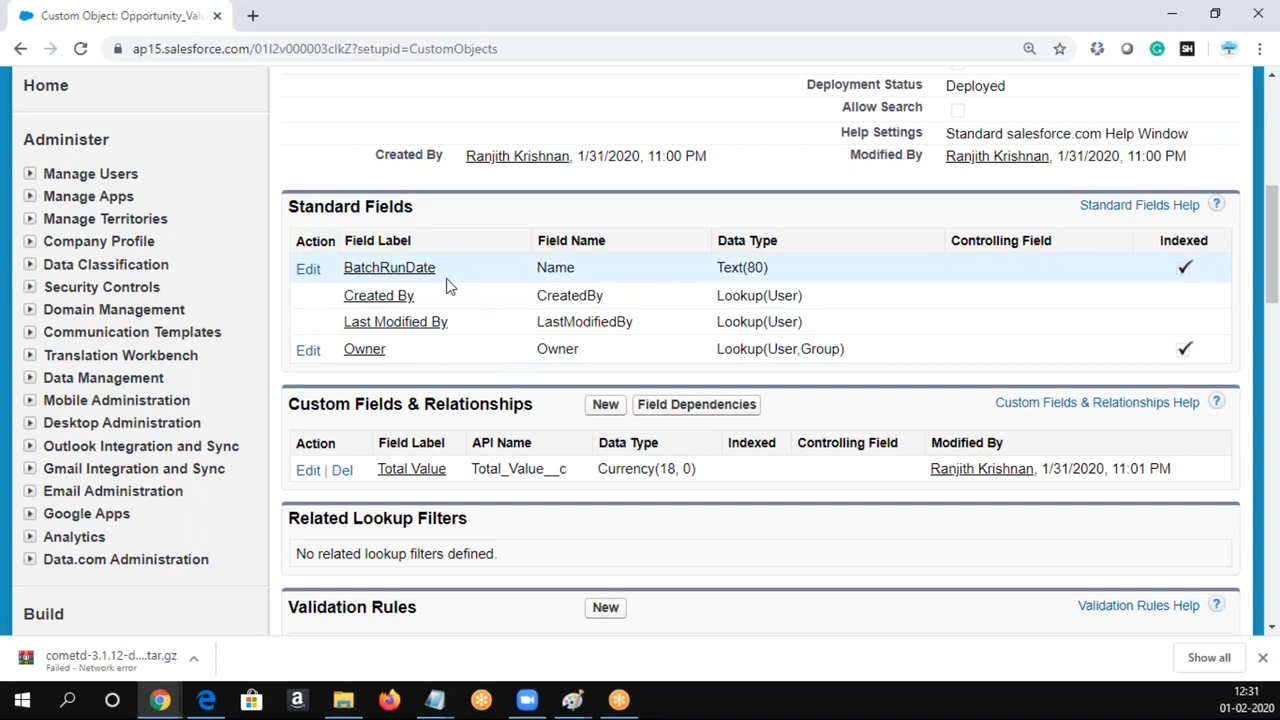 Custom Object: Opportunity_Val
ap15.salesforce.com/01I2v000003clkZ?setupid=CustomObjects
SH
Home
Administer
Manage Users
Manage Apps
Manage Territories
Company Profile
Data Classification
Security Controls
Domain Management
Communication Templates
Translation Workbench
Data Management
Mobile Administration
Desktop Administration
Outlook Integration and Sync
Gmail Integration and Sync
Email Administration
Google Apps
Analytics
Data.com Administration
Build
Deployment Status Deployed
Allow Search
Help Settings Standard salesforce.com Help Window
Created By Ranjith Krishnan, 1/31/2020, 11:00 PM Modified By Ranjith Krishnan, 1/31/2020, 11:00 PM
Standard Fields Standard Fields Help ?
Action Field Label Field Name Data Type Controlling Field Indexed
Edit BatchRunDate Name Text(80)
Created By CreatedBy Lookup(User)
Last Modified By LastModifiedBy Lookup(User)
Edit Owner Owner Lookup(User,Group)
Custom Fields & Relationships New Field Dependencies Custom Fields & Relationships Help ?
Action Field Label API Name Data Type Indexed Controlling Field Modified By
Edit | Del Total Value Total_Value__c Currency(18, 0) Ranjith Krishnan, 1/31/2020, 11:01 PM
Related Lookup Filters
No related lookup filters defined.
Validation Rules New Validation Rules Help ?
cometd-3.1.12-d....tar.gz
Failed - Network error
Show all
12:31
01-02-2020